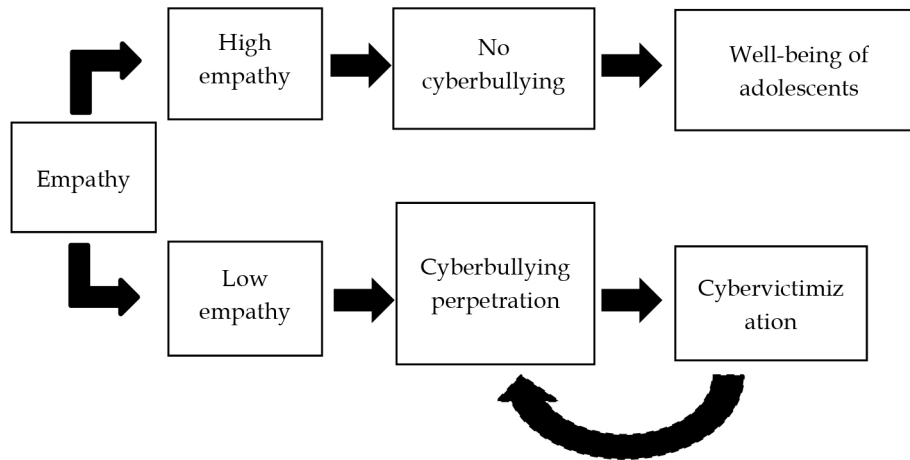 High
empathy
No
cyberbullying
Well-being of
adolescents
Empathy
Low
empathy
Cyberbullying
perpetration
Cybervictimiz
ation